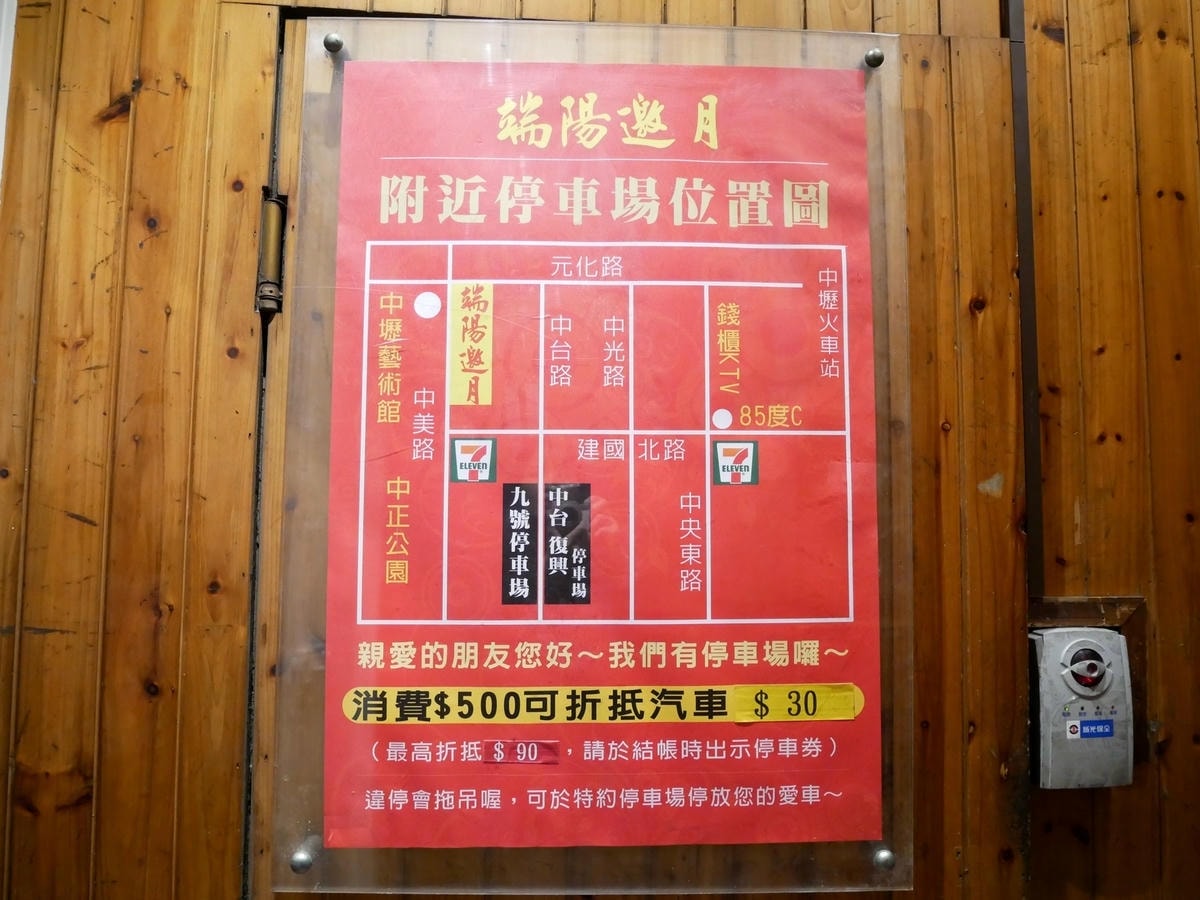 端陽邀月
附近停車場位置圖
元化路
中壢火車站
中壢藝術館
端陽邀月
中台路
中光路
錢櫃KTV
85度C
中美路
建國北路
7
ELEVEN
7
ELEVEN
中正公園
九號停車場
中台復興
停車場
中央東路
親愛的朋友您好～我們有停車場囉～
消費$500可折抵汽車 $ 30
（最高折抵 $ 90 ，請於結帳時出示停車券）
違停會拖吊喔，可於特約停車場停放您的愛車～
新光保全